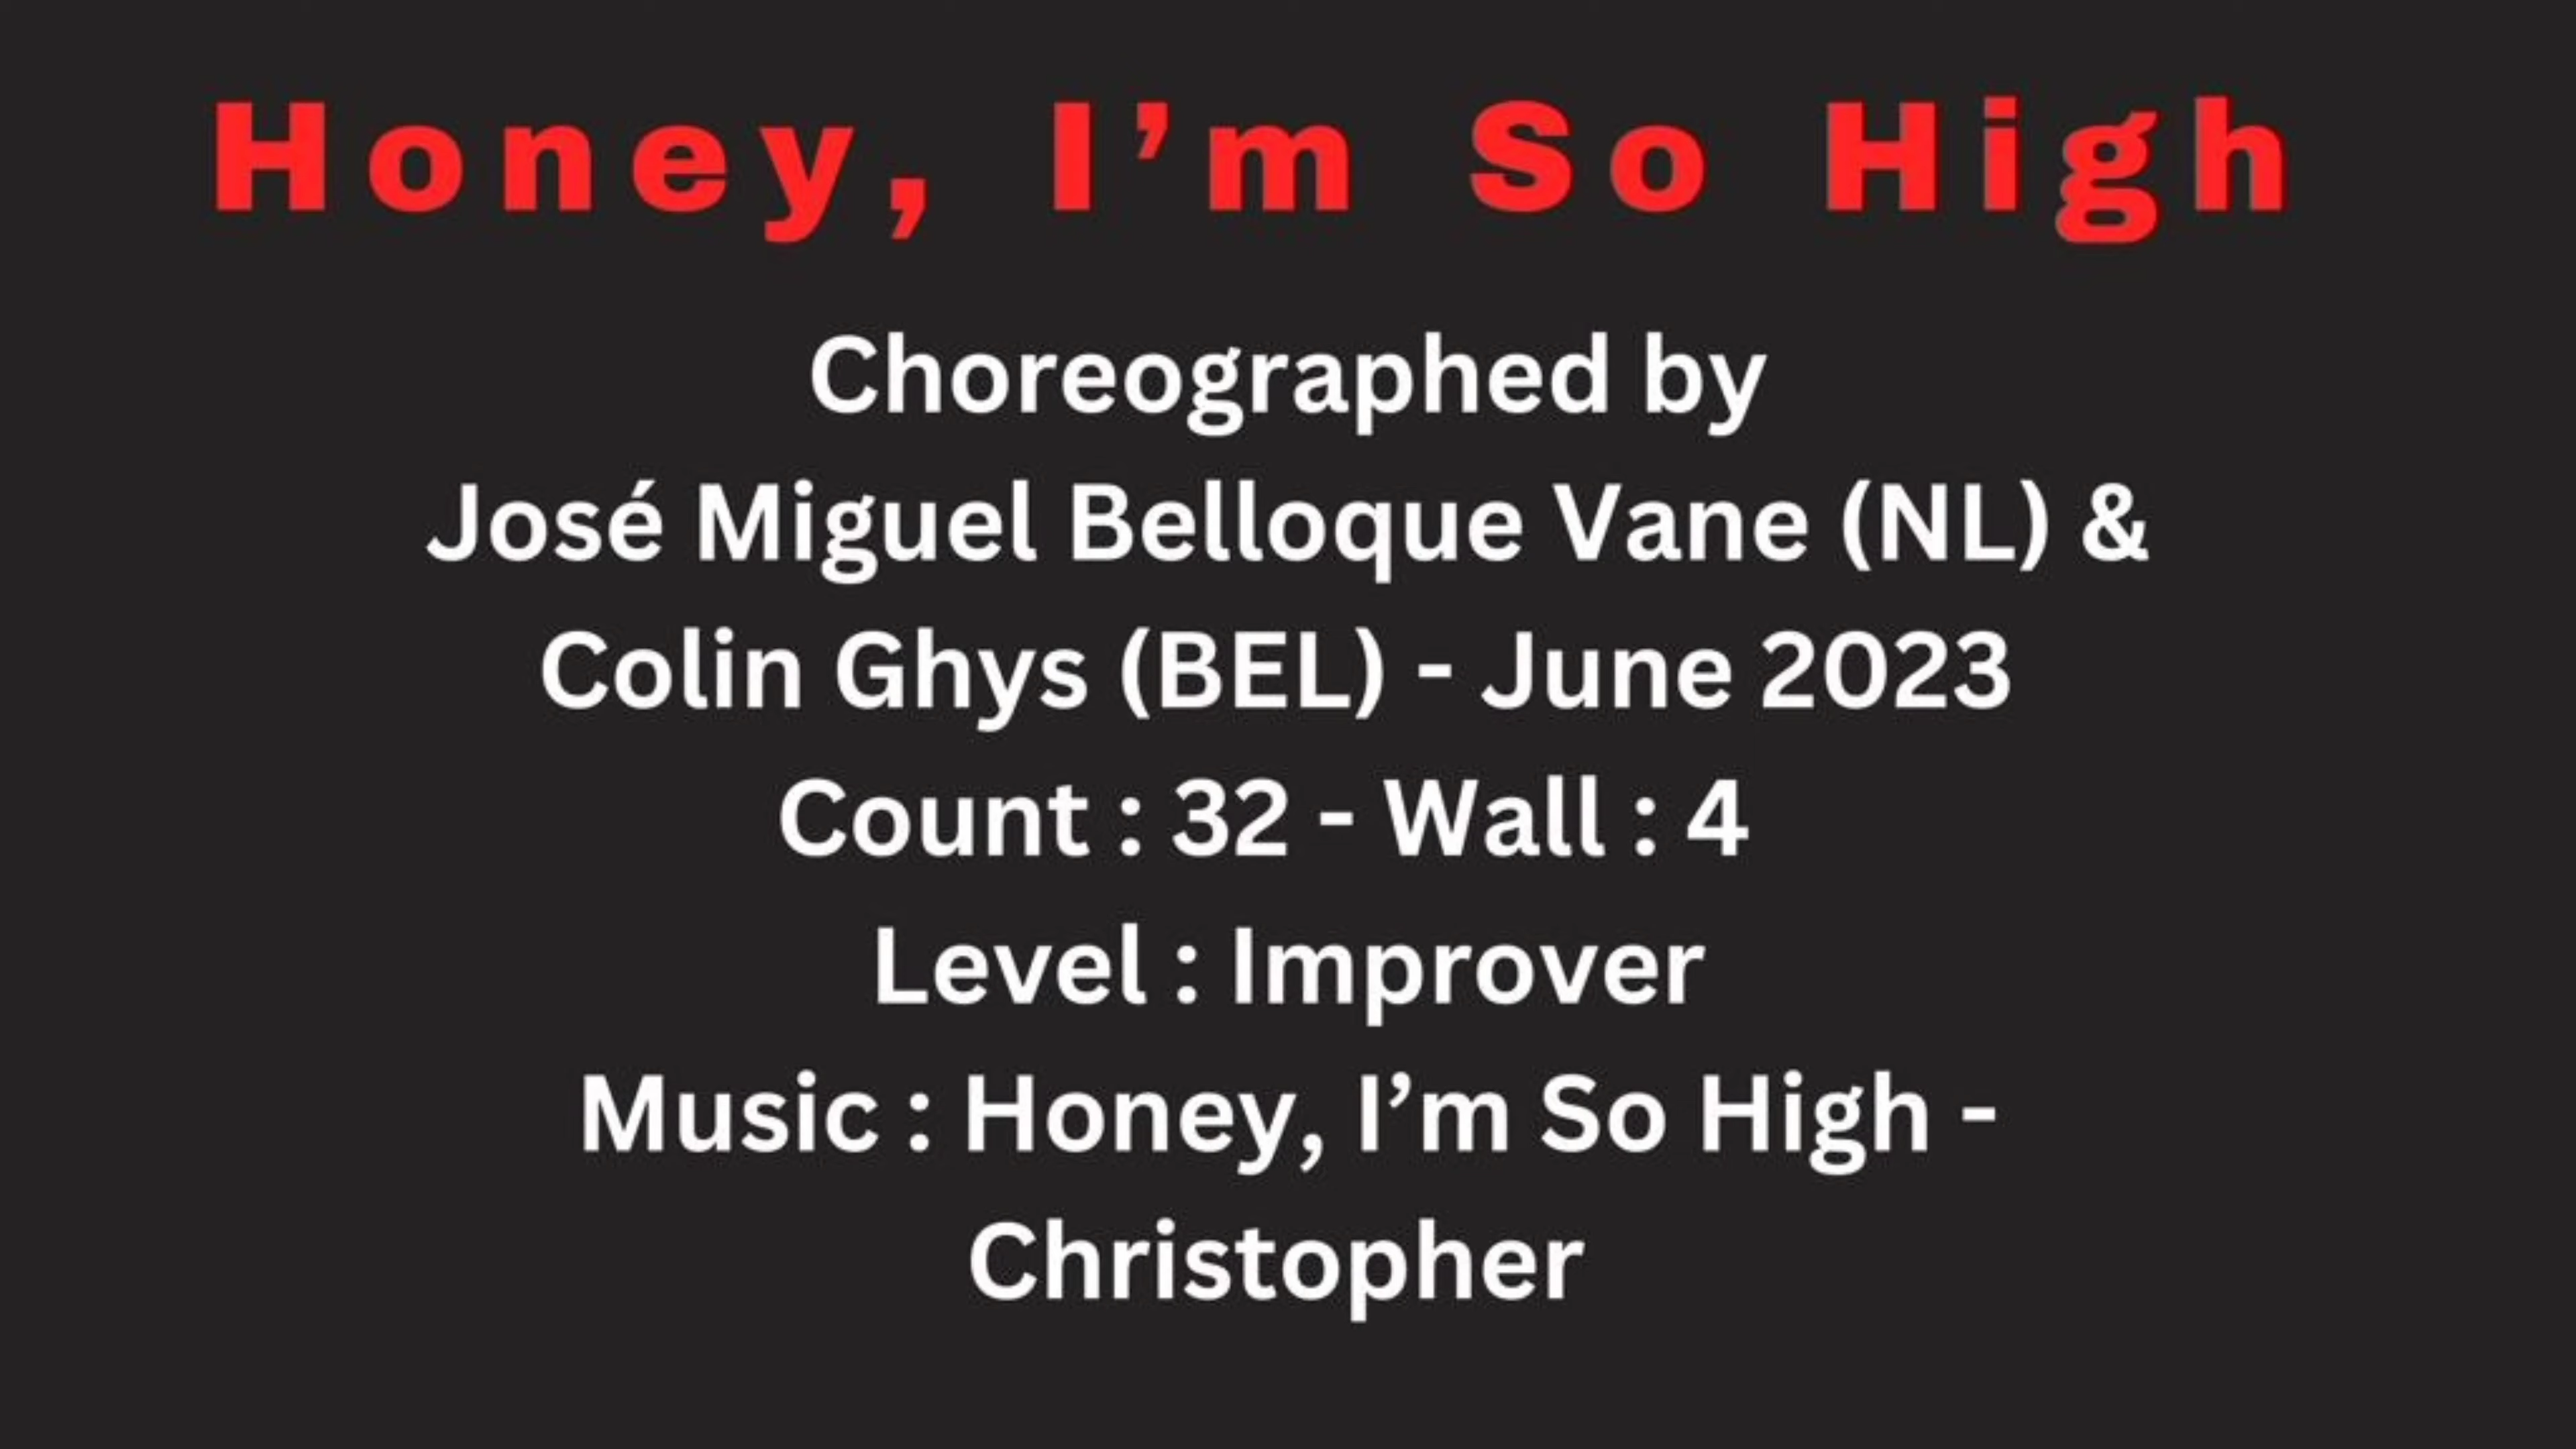 Honey, I’m So High
Choreographed by
José Miguel Belloque Vane (NL) &
Colin Ghys (BEL) - June 2023
Count : 32 - Wall : 4
Level : Improver
Music : Honey, I’m So High -
Christopher